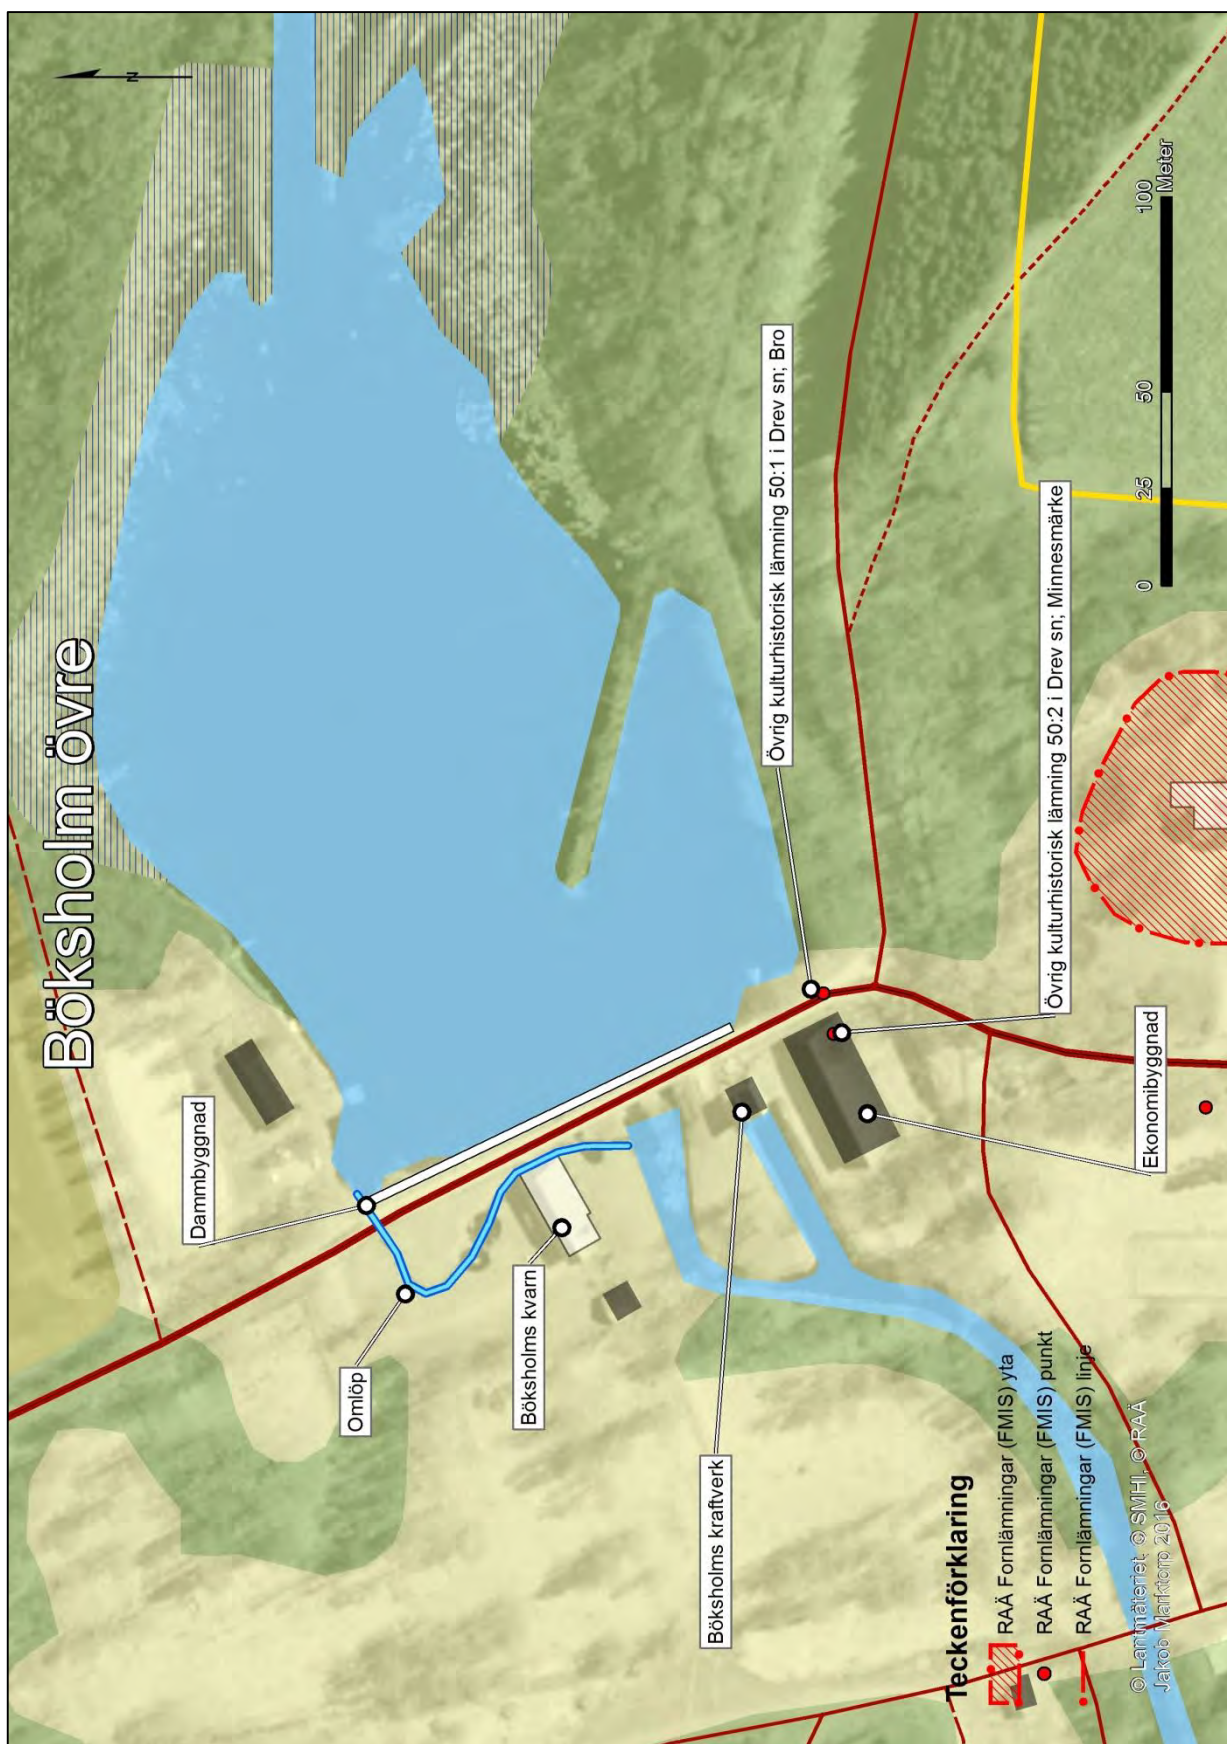 Böksholm övre
N
Dammbyggnad
Omlöp
Böksholms kvarn
Böksholms kraftverk
Övrig kulturhistorisk lämning 50:1 i Drev sn; Bro
Övrig kulturhistorisk lämning 50:2 i Drev sn; Minnesmärke
Ekonomibyggnad
Teckenförklaring
RAÄ Fornlämningar (FMIS) yta
RAÄ Fornlämningar (FMIS) punkt
RAÄ Fornlämningar (FMIS) linje
© Lantmäteriet, © SMHI, © RAÄ
Jakob Marktorp 2016
0 25 50 100
Meter